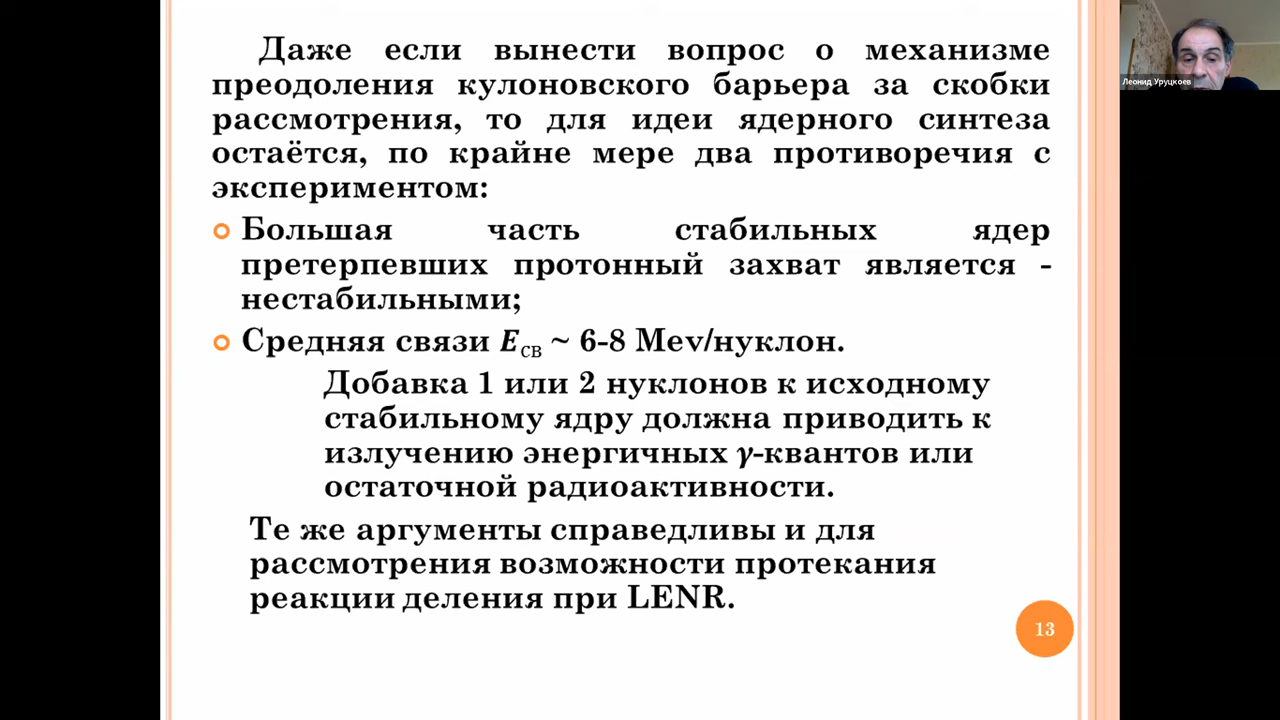 Даже если вынести вопрос о механизме
преодоления кулоновского барьера за скобки
рассмотрения, то для идеи ядерного синтеза
остаётся, по крайне мере два противоречия с
экспериментом:
Большая часть стабильных ядер
претерпевших протонный захват является -
нестабильными;
Средняя связи Eсв ~ 6-8 Mev/нуклон.
Добавка 1 или 2 нуклонов к исходному
стабильному ядру должна приводить к
излучению энергичных γ-квантов или
остаточной радиоактивности.
Те же аргументы справедливы и для
рассмотрения возможности протекания
реакции деления при LENR.
13
Леонид Уруцкоев